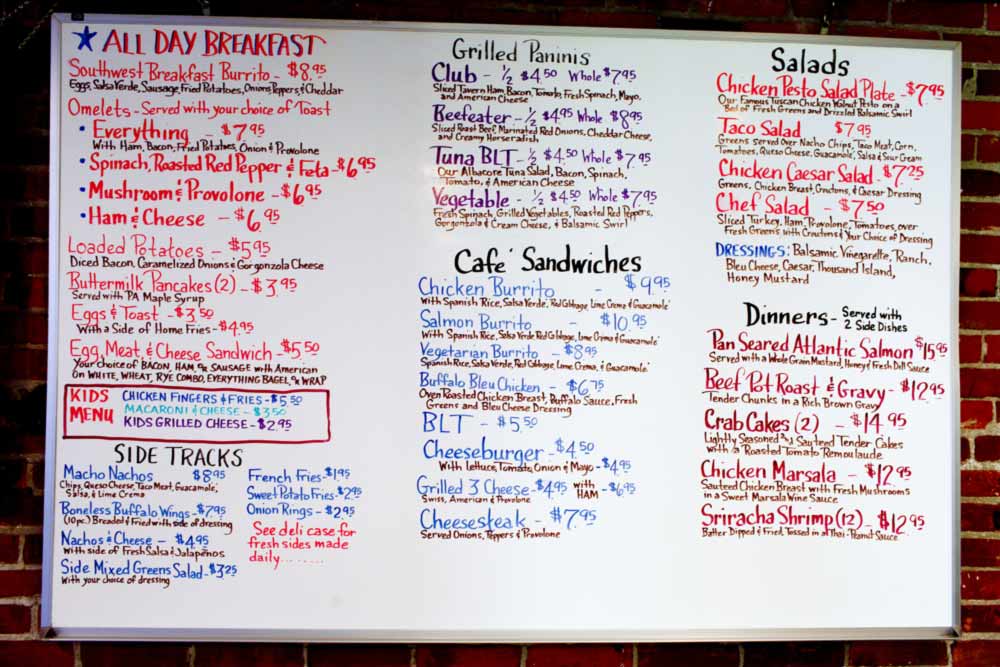 ★ ALL DAY BREAKFAST
Southwest Breakfast Burrito - $8.95
Eggs, Salsa Verde, Sausage, Fried Potatoes, Onions, Peppers, & Cheddar
Omelets - Served with your choice of Toast
• Everything - $7.95
With Ham, Bacon, Fried Potatoes, Onion & Provolone
• Spinach, Roasted Red Pepper & Feta - $6.95
• Mushroom & Provolone - $6.95
• Ham & Cheese - $6.95
Loaded Potatoes - $5.95
Diced Bacon, Caramelized Onions & Gorgonzola Cheese
Buttermilk Pancakes (2) - $3.95
Served with PA Maple Syrup
Eggs & Toast - $3.50
With a Side of Home Fries - $4.95
Egg, Meat, & Cheese Sandwich - $5.50
Your choice of BACON, HAM, or SAUSAGE with American
On WHITE, WHEAT, RYE COMBO, EVERYTHING BAGEL, or WRAP
KIDS MENU
CHICKEN FINGERS & FRIES - $5.50
MACARONI & CHEESE - $3.50
KIDS GRILLED CHEESE - $2.95
SIDE TRACKS
Macho Nachos $8.95
Chips, Queso Cheese, Taco Meat, Guacamole,
Salsa, & Lime Crema
Boneless Buffalo Wings - $7.95
(10pc.) Breaded & Fried with side of dressing
Nachos & Cheese - $4.95
with side of Fresh Salsa & Jalapeños
Side Mixed Greens Salad - $3.25
with your choice of dressing
French Fries - $1.95
Sweet Potato Fries - $2.95
Onion Rings - $2.95
See deli case for
fresh sides made
daily........
Grilled Paninis
Club - 1/2 $4.50 Whole $7.95
Sliced Tavern Ham, Bacon, Tomato, Fresh Spinach, Mayo,
and American Cheese
Beefeater - 1/2 $4.95 Whole $8.95
Sliced Roast Beef, Marinated Red Onions, Cheddar Cheese,
and Creamy Horseradish
Tuna BLT - 1/2 $4.50 Whole $7.95
Our Albacore Tuna Salad, Bacon, Spinach,
Tomato, & American Cheese
Vegetable - 1/2 $4.50 Whole $7.95
Fresh Spinach, Grilled Vegetables, Roasted Red Peppers,
Gorgonzola & Cream Cheese, & Balsamic Swirl
Cafe' Sandwiches
Chicken Burrito - $9.95
with Spanish Rice, Salsa Verde, Red Cabbage, Lime Crema & Guacamole
Salmon Burrito - $10.95
with Spanish Rice, Salsa Verde Red Cabbage, Lime Crema & Guacamole
Vegetarian Burrito - $8.95
Spanish Rice, Salsa Verde, Red Cabbage, Lime Crema, & Guacamole
Buffalo Bleu Chicken, - $6.75
Oven Roasted Chicken Breast, Buffalo Sauce, Fresh
Greens and Bleu Cheese Dressing
BLT - $5.50
Cheeseburger - $4.50
With Lettuce, Tomato, Onion & Mayo - $4.95
Grilled 3 Cheese - $4.95 with HAM - $6.95
Swiss, American & Provolone
Cheesesteak - $7.95
Served Onions, Peppers & Provolone
Salads
Chicken Pesto Salad Plate - $7.95
Our Famous Tuscan Chicken Walnut Pesto on a
Bed of Fresh Greens and Drizzled Balsamic Swirl
Taco Salad $7.95
Greens Served Over Nacho Chips, Taco Meat, Corn,
Tomatoes, Queso Cheese, Guacamole, Salsa & Sour Cream
Chicken Caesar Salad - $7.25
Greens, Chicken Breast, Croutons, & Caesar Dressing
Chef Salad - $7.50
Sliced Turkey, Ham, Provolone, Tomatoes, over
Fresh Greens with Croutons & Your Choice of Dressing
DRESSINGS: Balsamic Vinegarette, Ranch,
Bleu Cheese, Caesar, Thousand Island,
Honey Mustard
Dinners - Served with
2 Side Dishes
Pan Seared Atlantic Salmon $15.95
Served with a Whole Grain Mustard, Honey & Fresh Dill Sauce
Beef Pot Roast & Gravy - $12.95
Tender Chunks in a Rich Brown Gravy
Crab Cakes (2) - $14.95
Lightly Seasoned Sautéed Tender Cakes
with a Roasted Tomato Remoulaude
Chicken Marsala - $12.95
Sauteed Chicken Breast with Fresh Mushrooms
in a Sweet Marsala Wine Sauce
Sriracha Shrimp (12) - $12.95
Batter Dipped & Fried, Tossed in a Thai-Peanut Sauce